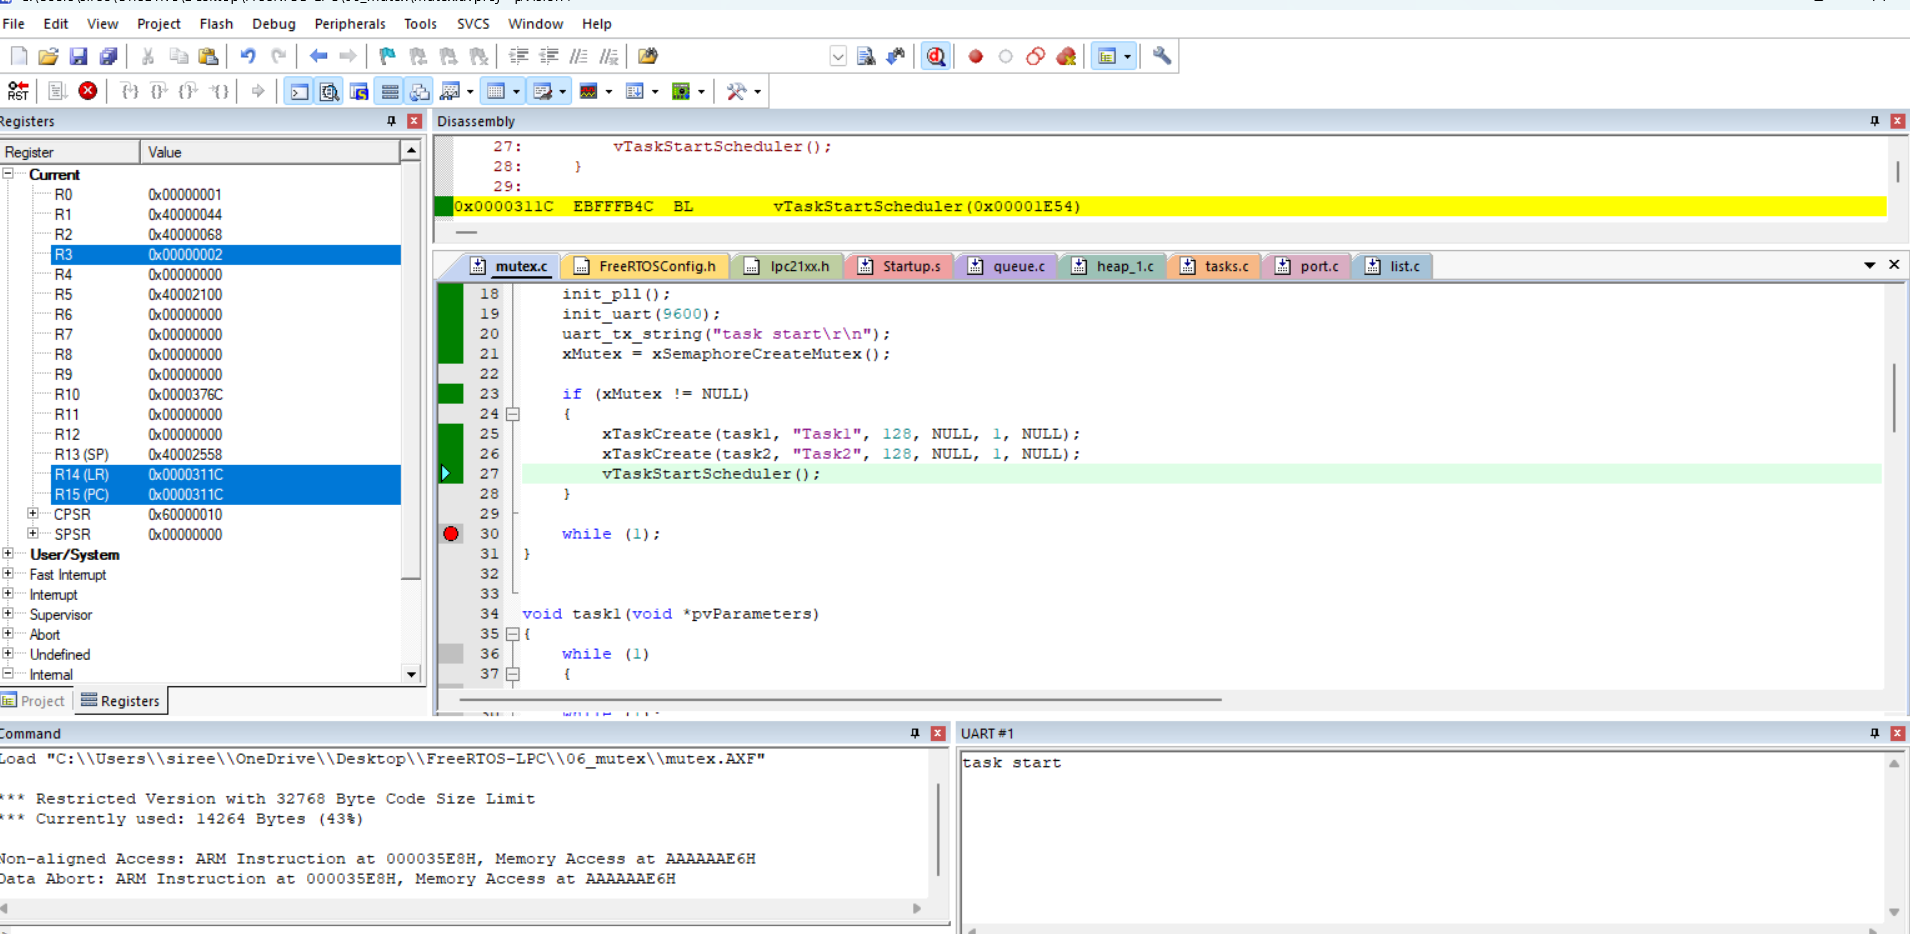 File Edit View Project Flash Debug Peripherals Tools SVCS Window Help
RST
Registers
Register Value
Current
R0 0x00000001
R1 0x40000044
R2 0x40000068
R3 0x00000002
R4 0x00000000
R5 0x40002100
R6 0x00000000
R7 0x00000000
R8 0x00000000
R9 0x00000000
R10 0x0000376C
R11 0x00000000
R12 0x00000000
R13 (SP) 0x40002558
R14 (LR) 0x0000311C
R15 (PC) 0x0000311C
CPSR 0x60000010
SPSR 0x00000000
User/System
Fast Interrupt
Interrupt
Supervisor
Abort
Undefined
Internal
Project Registers
Disassembly
27: vTaskStartScheduler();
28: }
29:
0x0000311C EBFFFB4C BL vTaskStartScheduler(0x00001E54)
mutex.c FreeRTOSConfig.h lpc21xx.h Startup.s queue.c heap_1.c tasks.c port.c list.c
18 init_pll();
19 init_uart(9600);
20 uart_tx_string("task start\r\n");
21 xMutex = xSemaphoreCreateMutex();
22
23 if (xMutex != NULL)
24 {
25 xTaskCreate(task1, "Task1", 128, NULL, 1, NULL);
26 xTaskCreate(task2, "Task2", 128, NULL, 1, NULL);
27 vTaskStartScheduler();
28 }
29
30 while (1);
31 }
32
33
34 void task1(void *pvParameters)
35 {
36 while (1)
37 {
Command
Load "C:\\Users\\siree\\OneDrive\\Desktop\\FreeRTOS-LPC\\06_mutex\\mutex.AXF"
*** Restricted Version with 32768 Byte Code Size Limit
*** Currently used: 14264 Bytes (43%)
Non-aligned Access: ARM Instruction at 000035E8H, Memory Access at AAAAAAE6H
Data Abort: ARM Instruction at 000035E8H, Memory Access at AAAAAAE6H
UART #1
task start